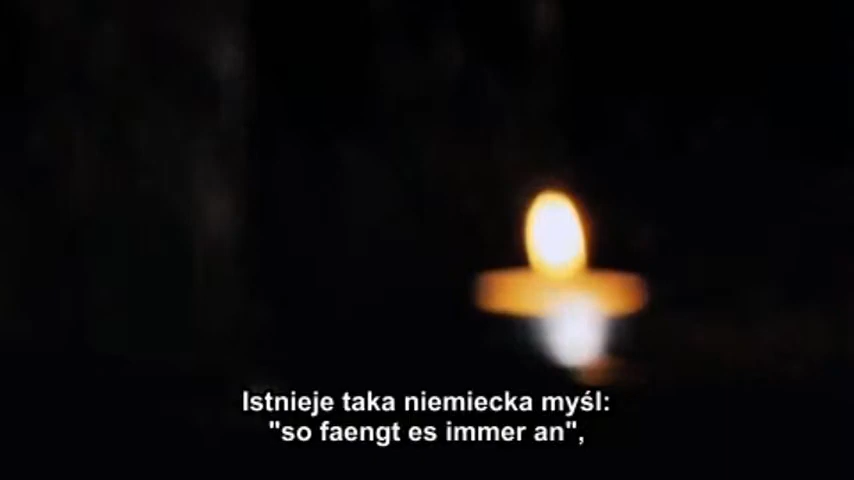 Istnieje taka niemiecka myśl:
"so faengt es immer an",